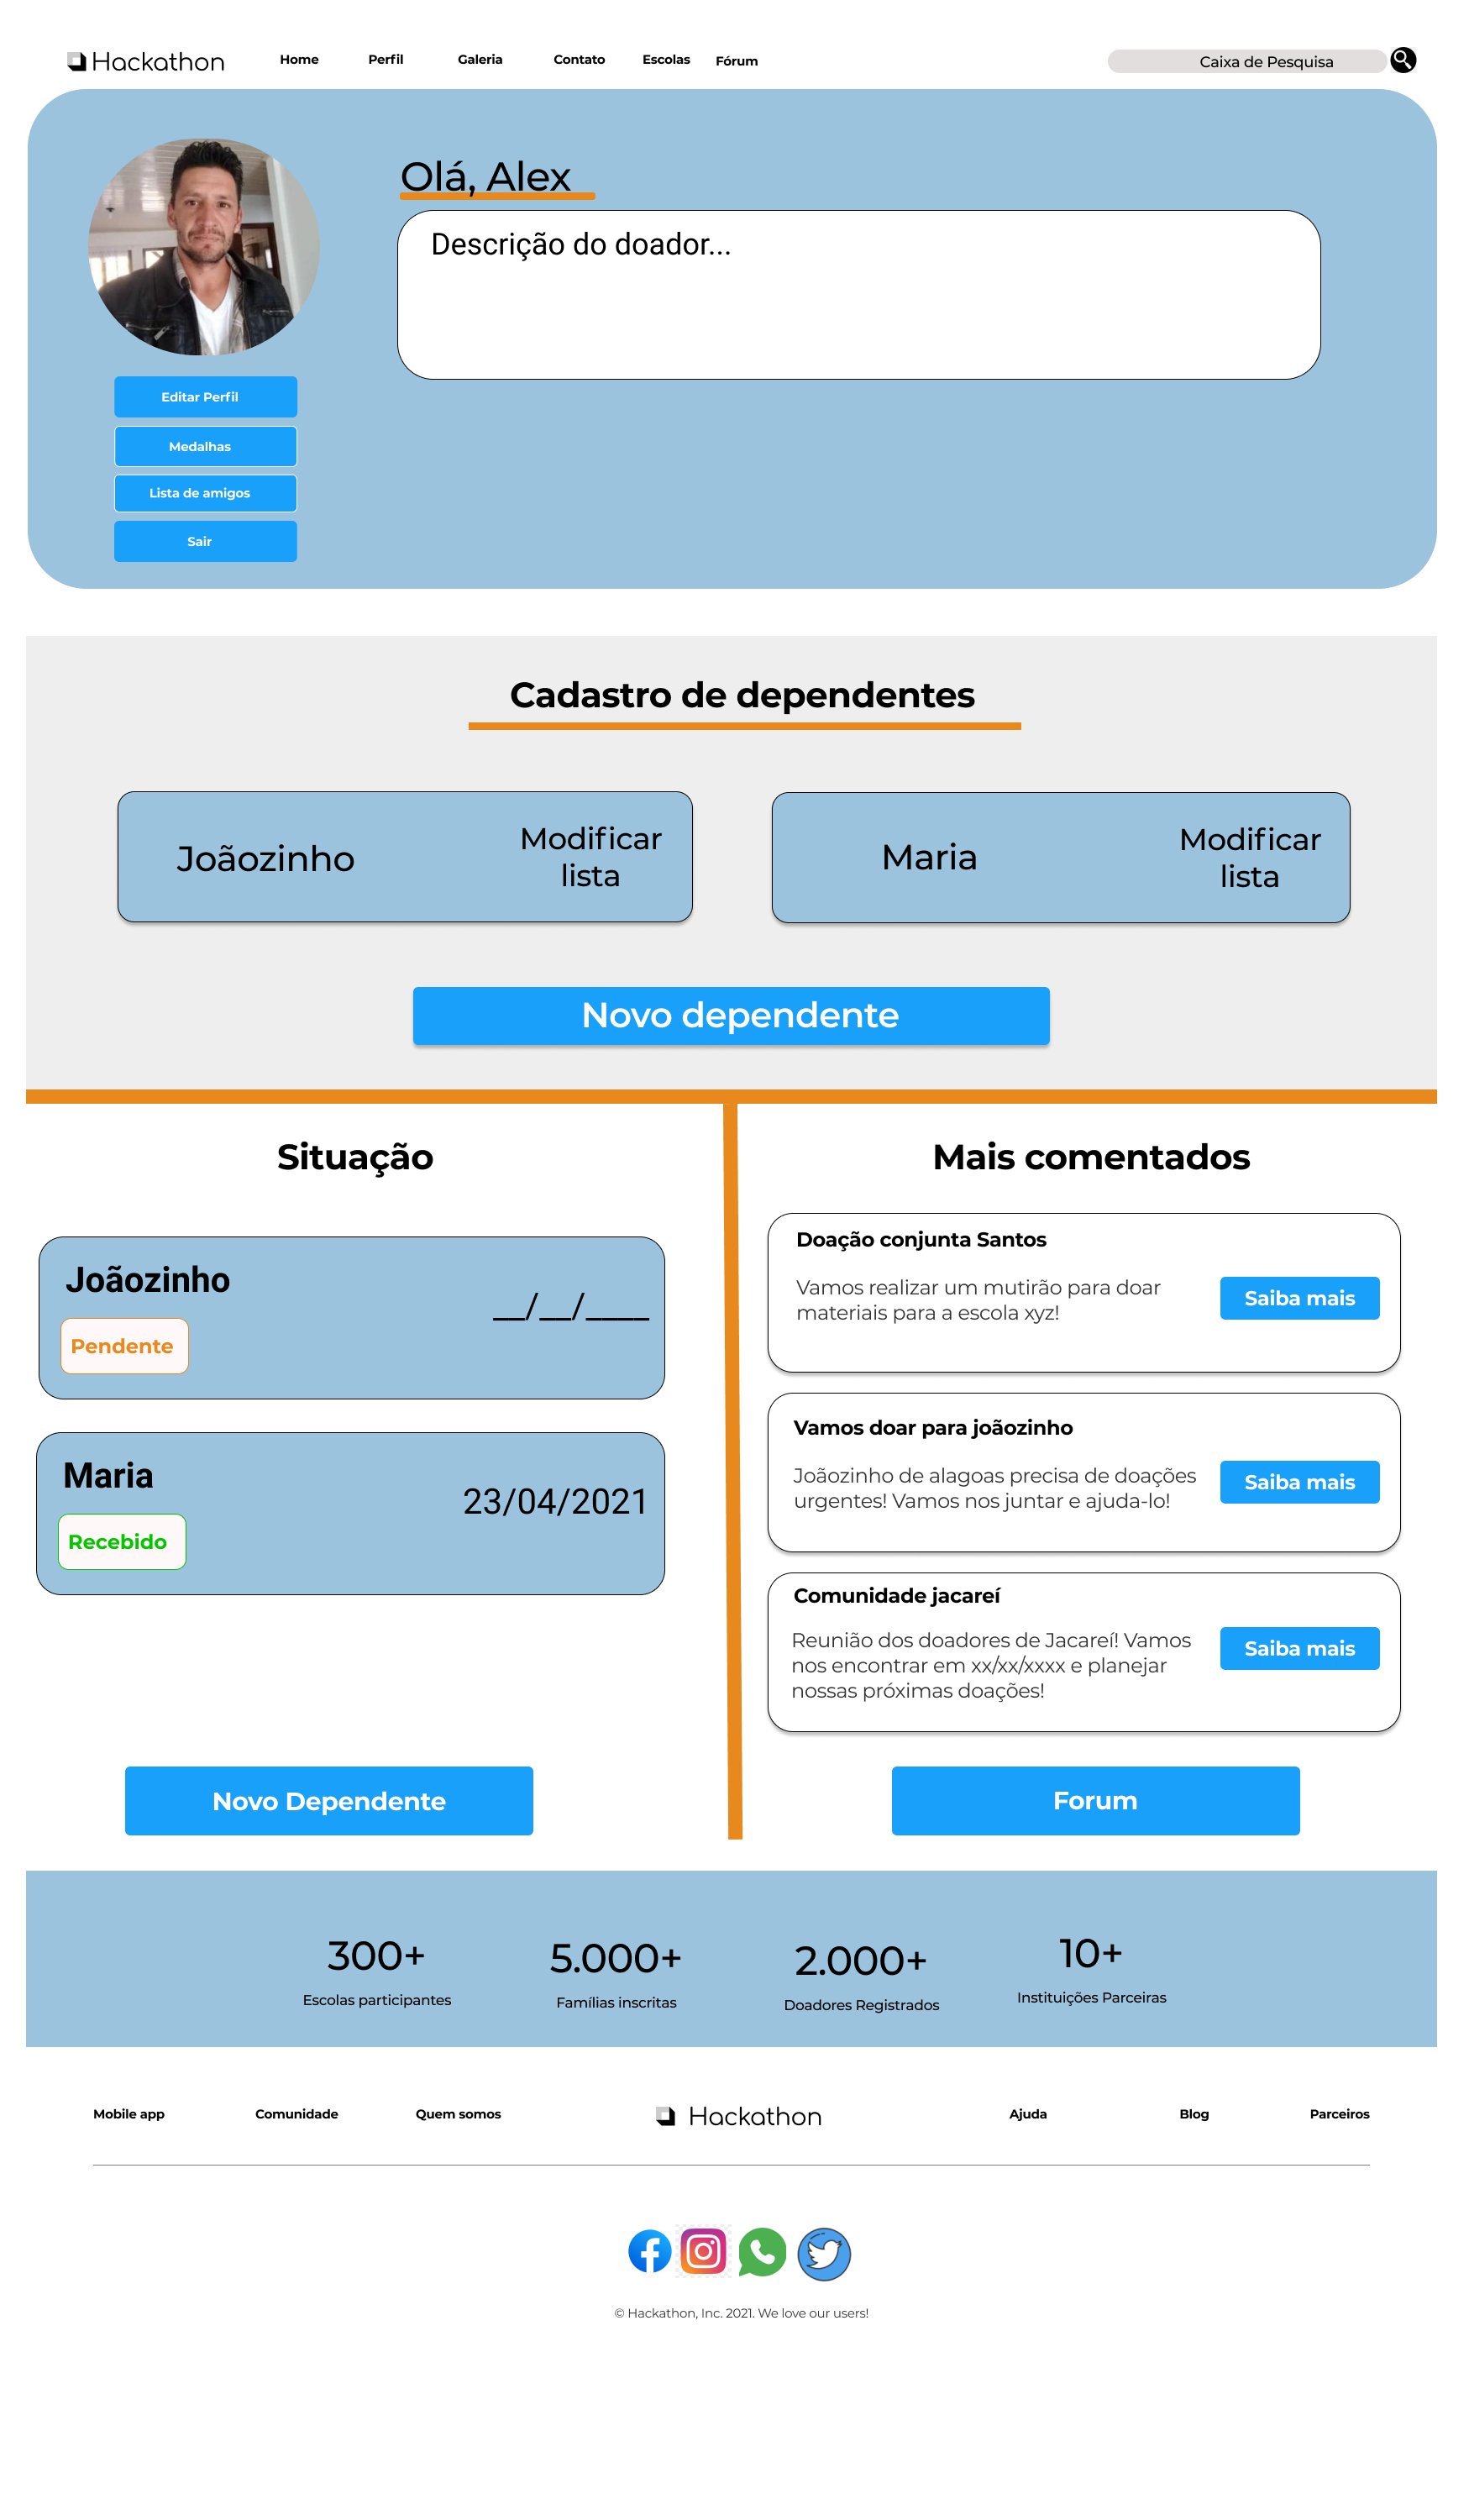 Hackathon
Home
Perfil
Galeria
Contato
Escolas
Fórum
Caixa de Pesquisa
Olá, Alex
Descrição do doador...
Editar Perfil
Medalhas
Lista de amigos
Sair
Cadastro de dependentes
Joãozinho
Modificar
lista
Maria
Modificar
lista
Novo dependente
Situação
Joãozinho
Pendente
__/__/____
Maria
Recebido
23/04/2021
Novo Dependente
Mais comentados
Doação conjunta Santos
Vamos realizar um mutirão para doar
materiais para a escola xyz!
Saiba mais
Vamos doar para joãozinho
Joãozinho de alagoas precisa de doações
urgentes! Vamos nos juntar e ajuda-lo!
Saiba mais
Comunidade jacareí
Reunião dos doadores de Jacareí! Vamos
nos encontrar em xx/xx/xxxx e planejar
nossas próximas doações!
Saiba mais
Forum
300+
Escolas participantes
5.000+
Famílias inscritas
2.000+
Doadores Registrados
10+
Instituições Parceiras
Mobile app
Comunidade
Quem somos
Hackathon
Ajuda
Blog
Parceiros
© Hackathon, Inc. 2021. We love our users!